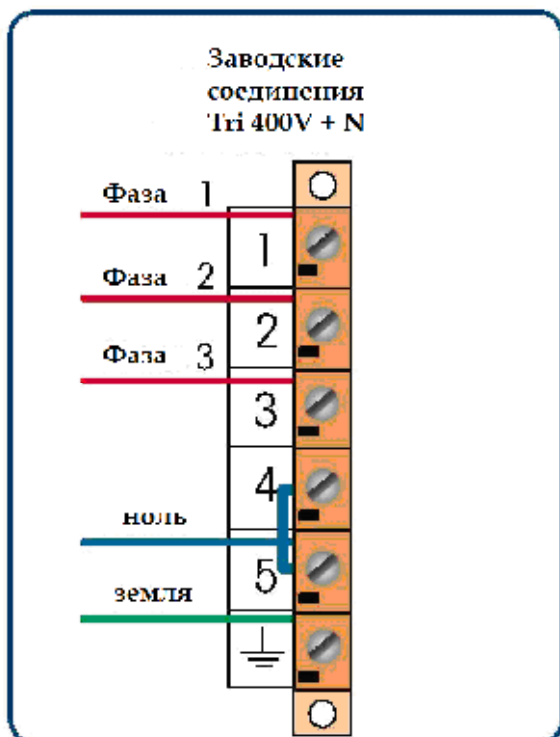 Заводские
соединения
Tri 400V + N
Фаза 1
1
Фаза 2
2
Фаза 3
3
4
ноль
5
земля